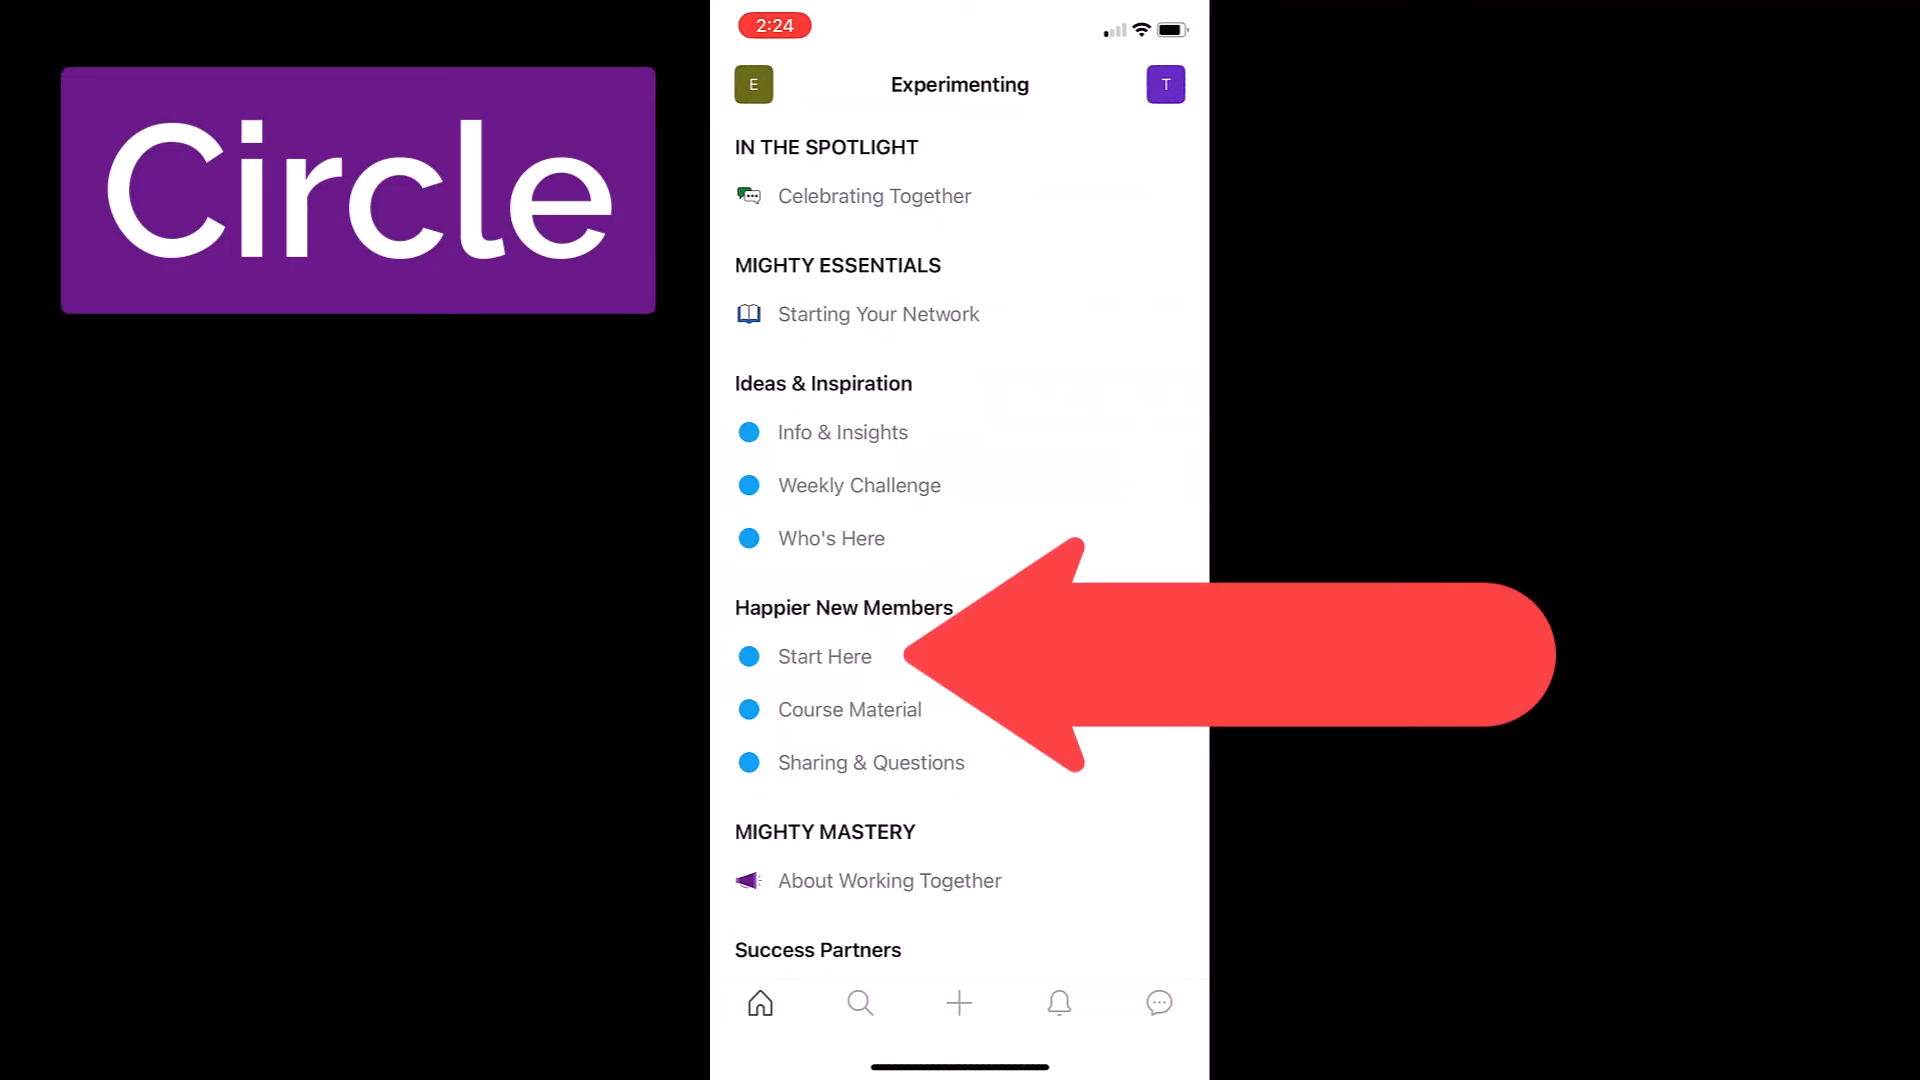 Circle
2:24
E
Experimenting
T
IN THE SPOTLIGHT
Celebrating Together
MIGHTY ESSENTIALS
Starting Your Network
Ideas & Inspiration
Info & Insights
Weekly Challenge
Who's Here
Happier New Members
Start Here
Course Material
Sharing & Questions
MIGHTY MASTERY
About Working Together
Success Partners